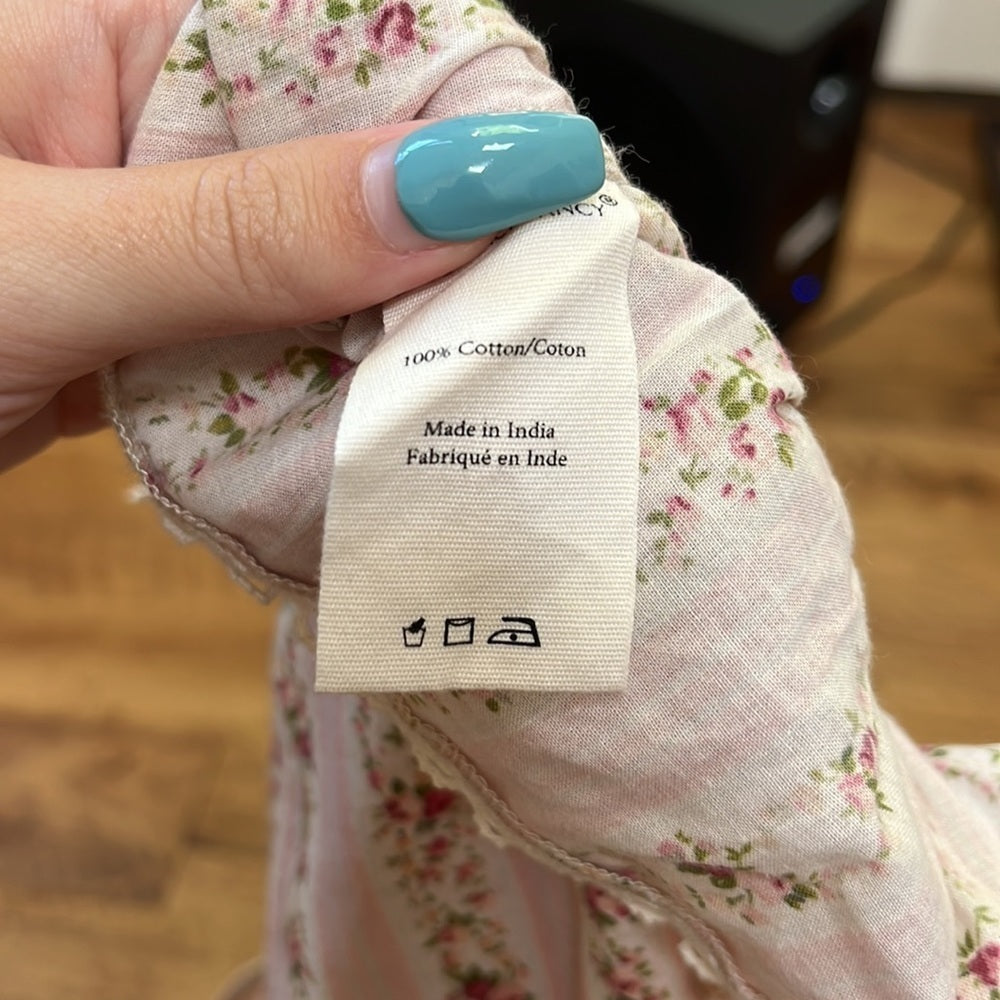 100% Cotton/Coton
Made in India
Fabriqué en Inde